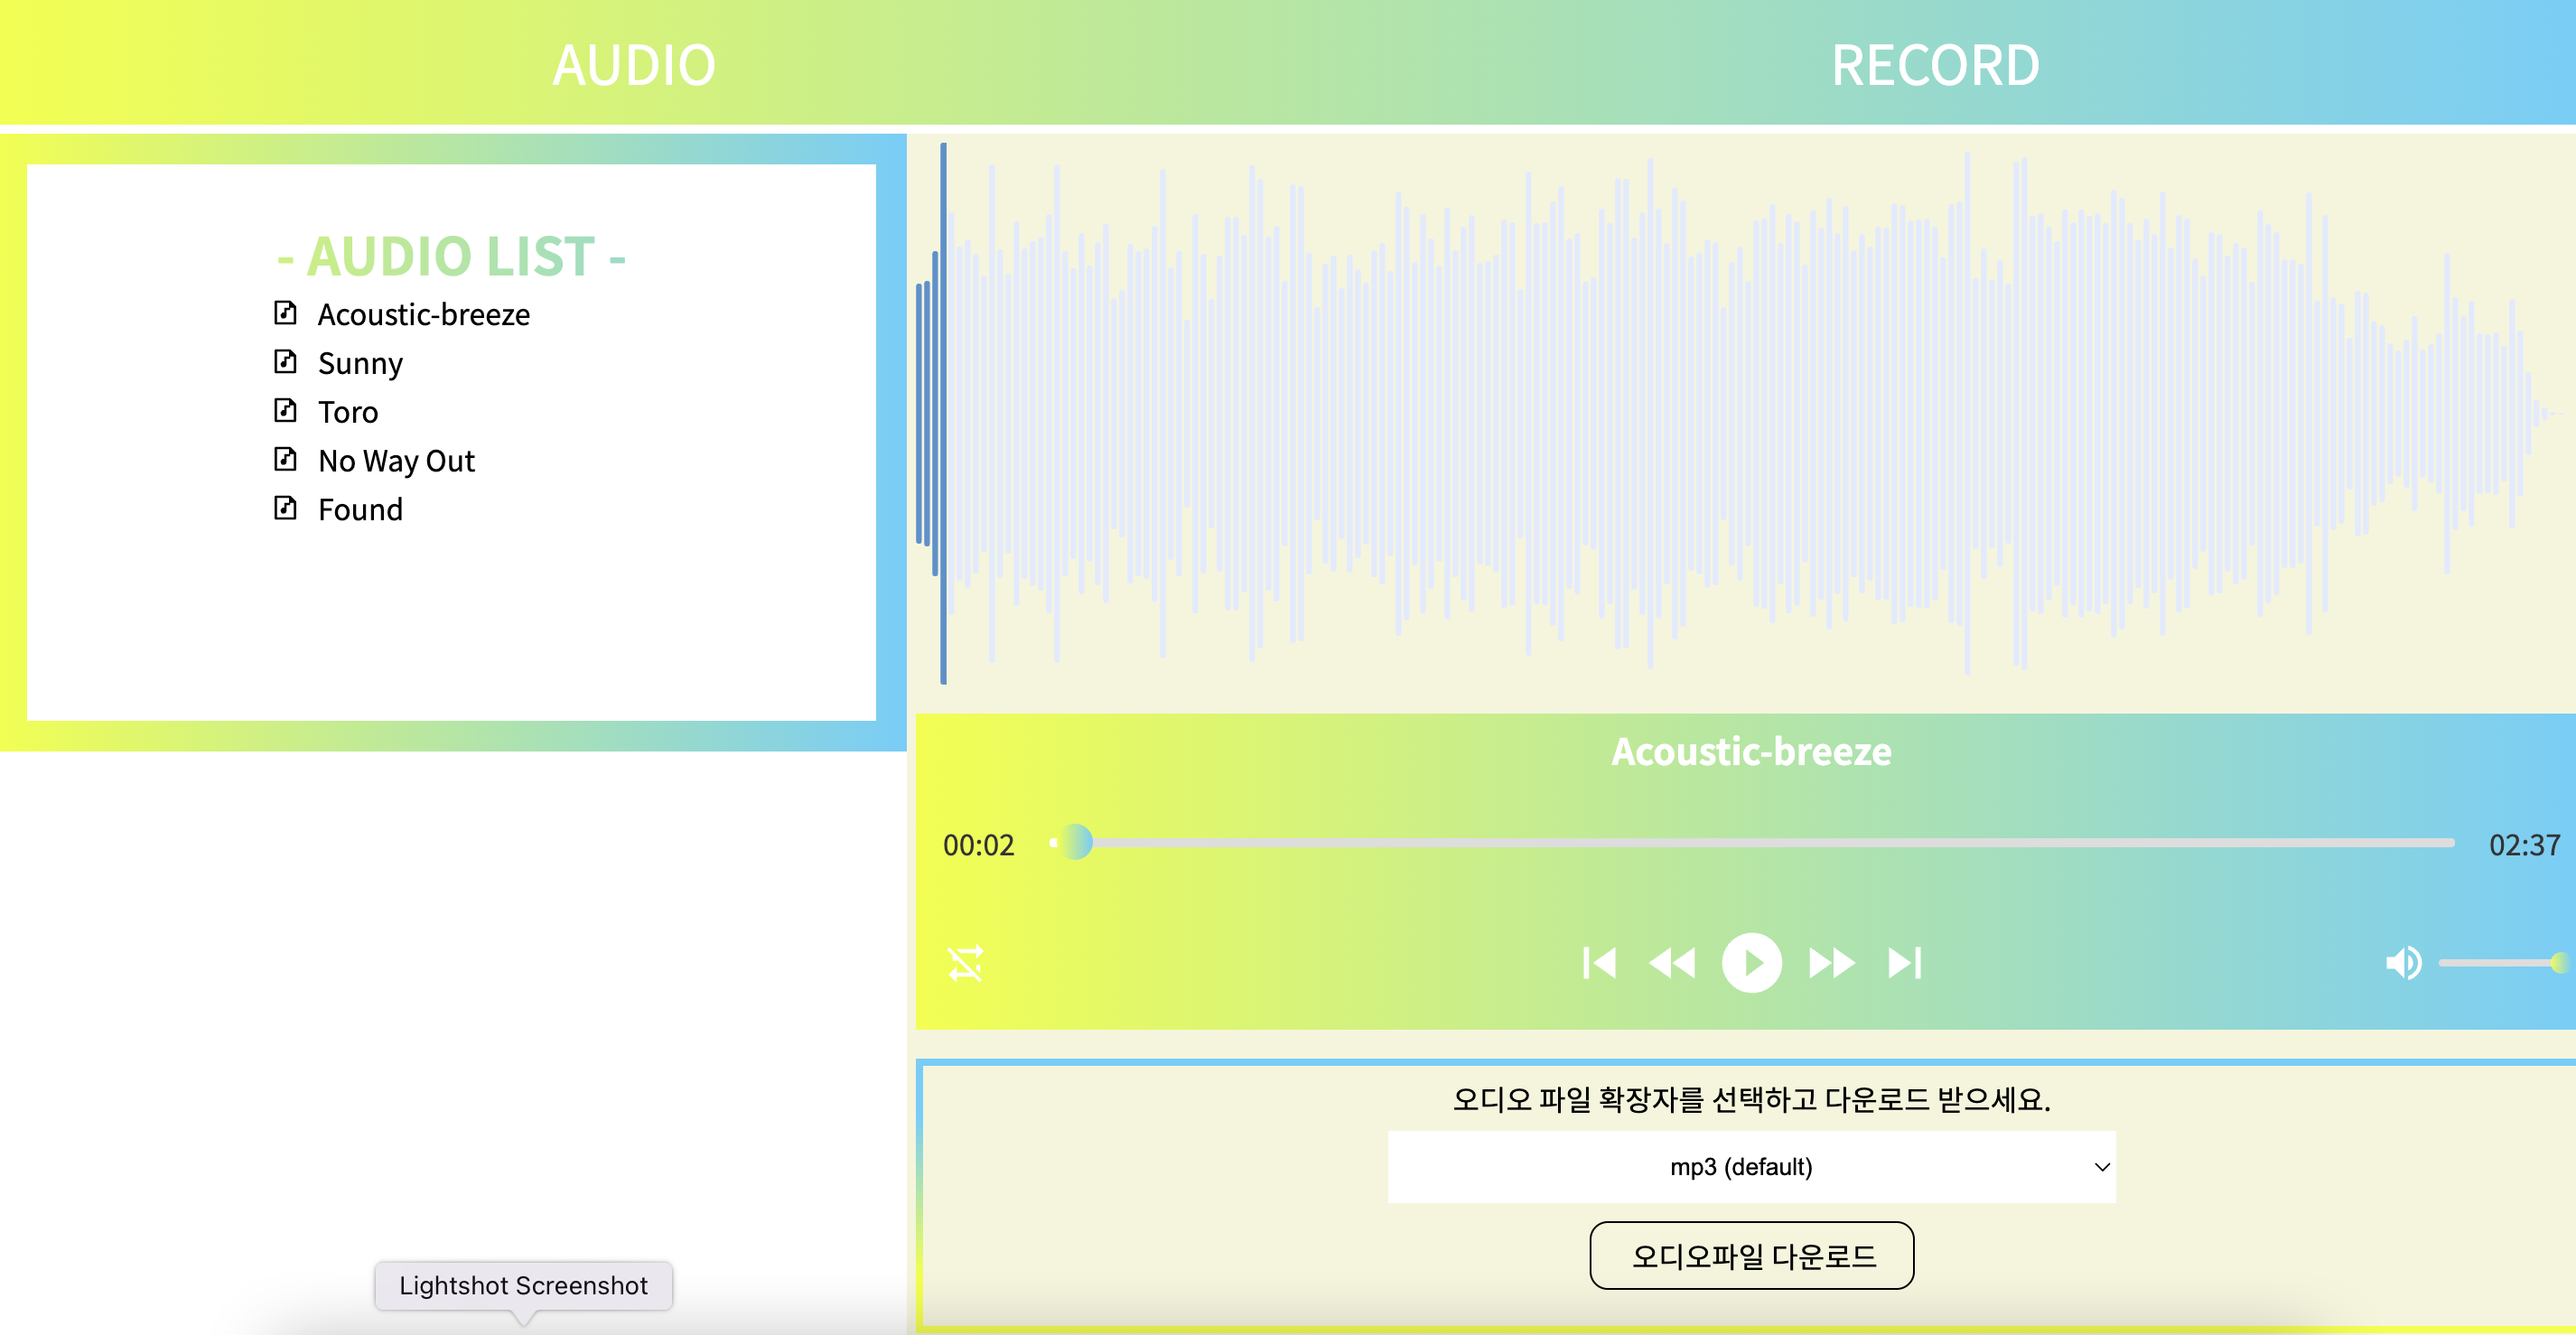 AUDIO
RECORD
- AUDIO LIST -
Acoustic-breeze
Sunny
Toro
No Way Out
Found
Acoustic-breeze
00:02
02:37
오디오 파일 확장자를 선택하고 다운로드 받으세요.
mp3 (default)
오디오파일 다운로드
Lightshot Screenshot